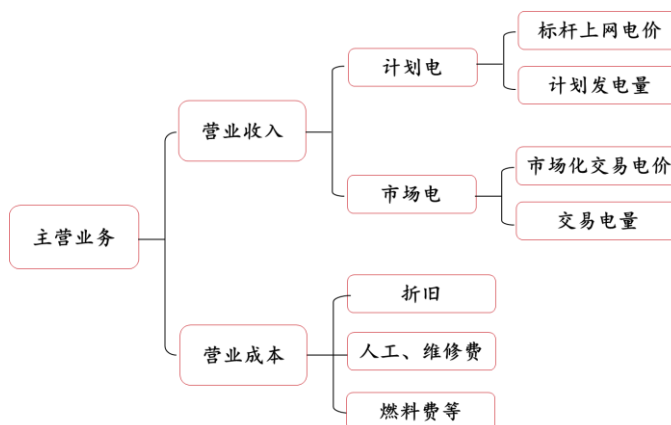 标杆上网电价
计划电
计划发电量
营业收入
市场化交易电价
市场电
交易电量
主营业务
折旧
营业成本
人工、维修费
燃料费等